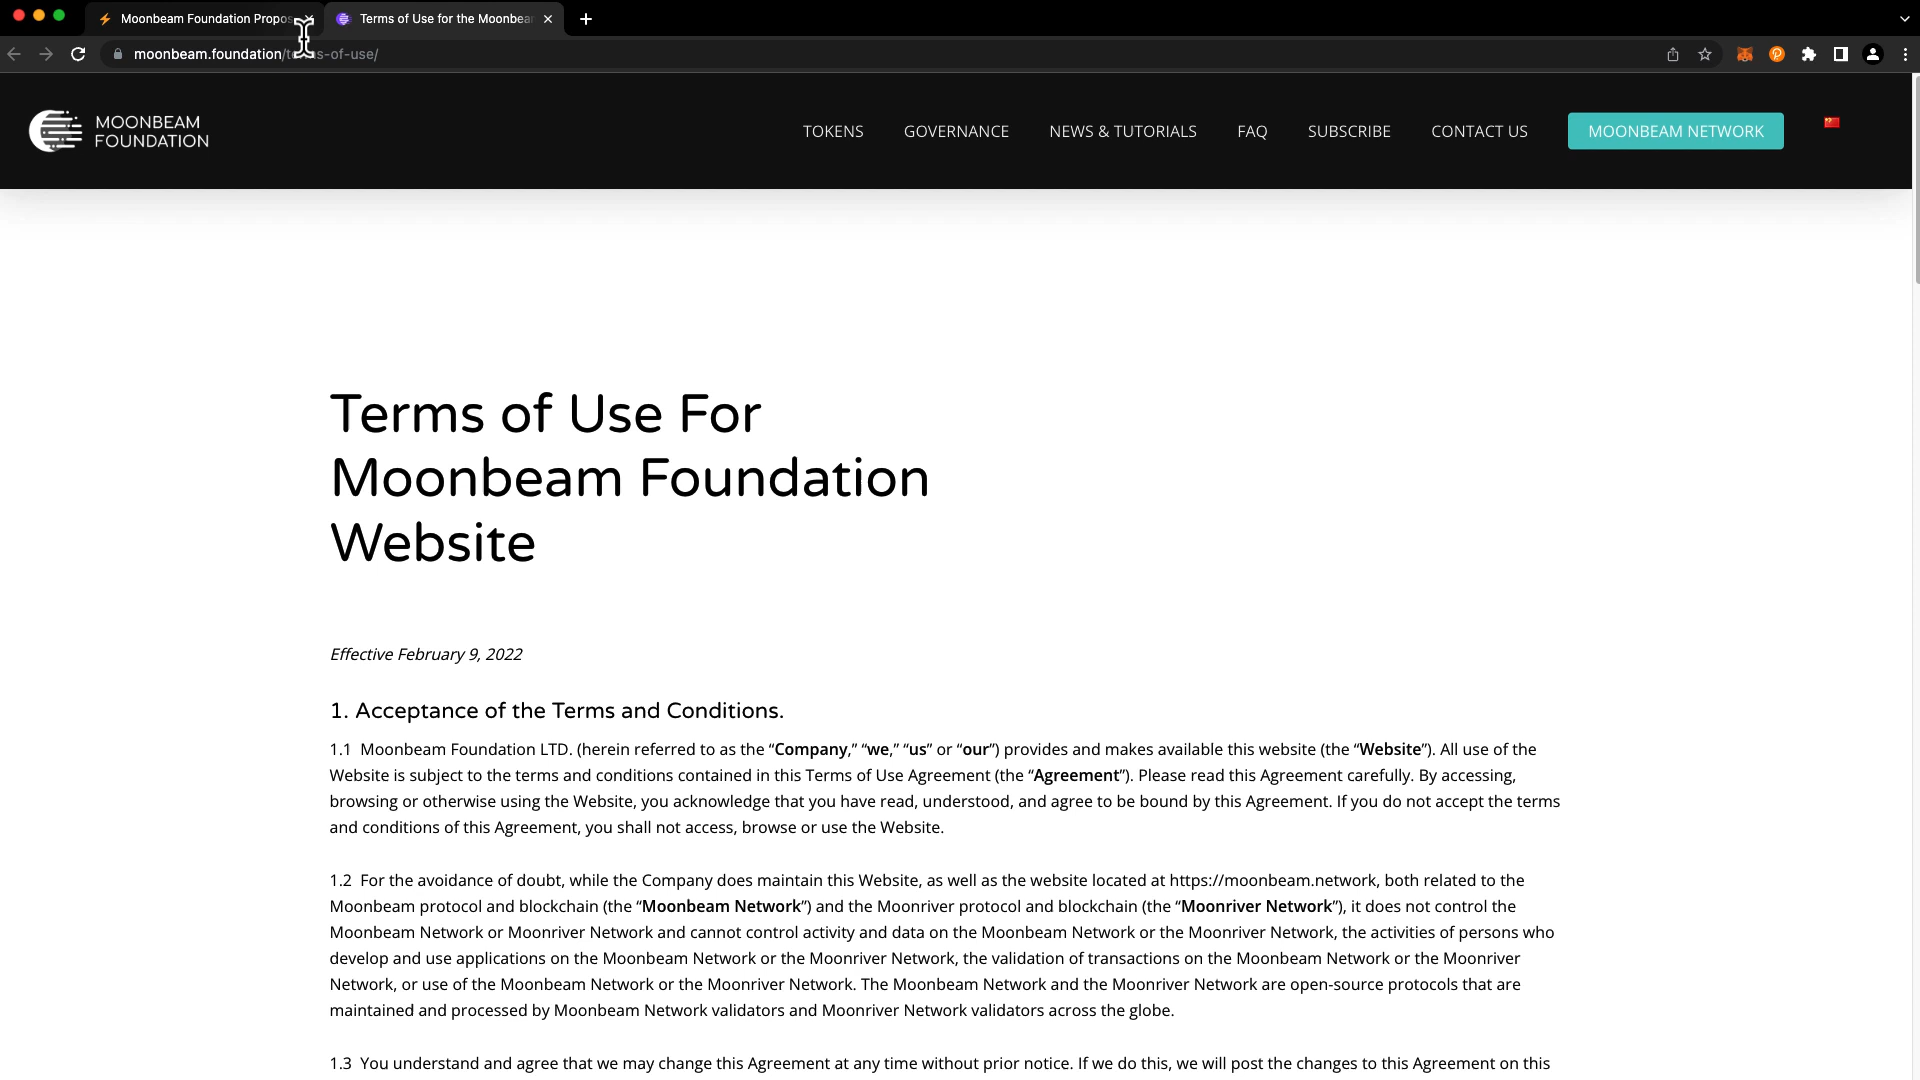 Moonbeam Foundation Propos
Terms of Use for the Moonbea
moonbeam.foundation/terms-of-use/
MOONBEAM
FOUNDATION
TOKENS
GOVERNANCE
NEWS & TUTORIALS
FAQ
SUBSCRIBE
CONTACT US
MOONBEAM NETWORK
Terms of Use For
Moonbeam Foundation
Website
Effective February 9, 2022
1. Acceptance of the Terms and Conditions.
1.1 Moonbeam Foundation LTD. (herein referred to as the “Company,” “we,” “us” or “our”) provides and makes available this website (the “Website”). All use of the
Website is subject to the terms and conditions contained in this Terms of Use Agreement (the “Agreement”). Please read this Agreement carefully. By accessing,
browsing or otherwise using the Website, you acknowledge that you have read, understood, and agree to be bound by this Agreement. If you do not accept the terms
and conditions of this Agreement, you shall not access, browse or use the Website.
1.2 For the avoidance of doubt, while the Company does maintain this Website, as well as the website located at https://moonbeam.network, both related to the
Moonbeam protocol and blockchain (the “Moonbeam Network”) and the Moonriver protocol and blockchain (the “Moonriver Network”), it does not control the
Moonbeam Network or Moonriver Network and cannot control activity and data on the Moonbeam Network or the Moonriver Network, the activities of persons who
develop and use applications on the Moonbeam Network or the Moonriver Network, the validation of transactions on the Moonbeam Network or the Moonriver
Network, or use of the Moonbeam Network or the Moonriver Network. The Moonbeam Network and the Moonriver Network are open-source protocols that are
maintained and processed by Moonbeam Network validators and Moonriver Network validators across the globe.
1.3 You understand and agree that we may change this Agreement at any time without prior notice. If we do this, we will post the changes to this Agreement on this